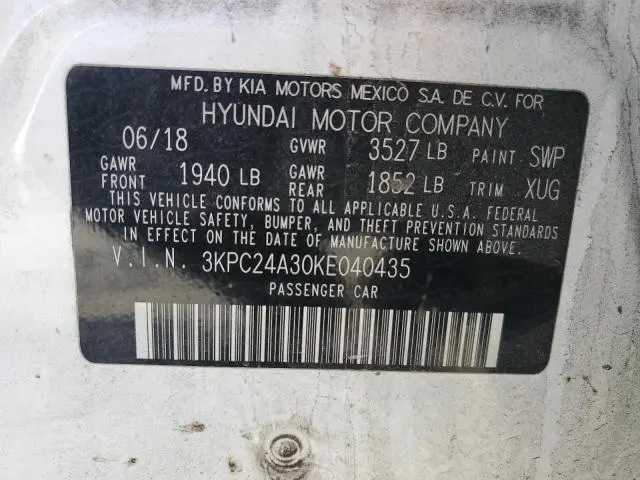 MFD. BY KIA MOTORS MEXICO S.A. DE C.V. FOR
HYUNDAI MOTOR COMPANY
06/18 GVWR 3527 LB PAINT SWP
GAWR FRONT 1940 LB GAWR REAR 1852 LB TRIM XUG
THIS VEHICLE CONFORMS TO ALL APPLICABLE U.S.A. FEDERAL
MOTOR VEHICLE SAFETY, BUMPER, AND THEFT PREVENTION STANDARDS
IN EFFECT ON THE DATE OF MANUFACTURE SHOWN ABOVE.
V.I.N. 3KPC24A30KE040435
PASSENGER CAR